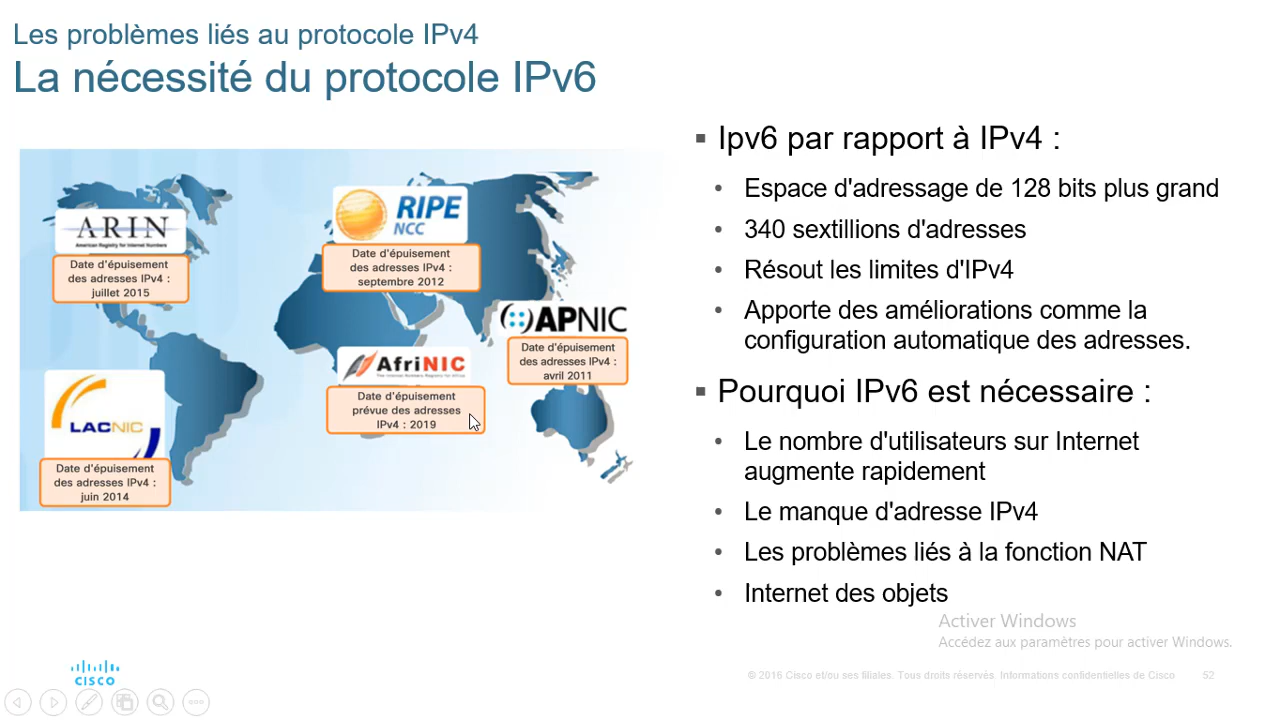 Les problèmes liés au protocole IPv4
La nécessité du protocole IPv6
ARIN
American Registry for Internet Numbers
Date d'épuisement
des adresses IPv4 :
juillet 2015
RIPE
NCC
Date d'épuisement
des adresses IPv4 :
septembre 2012
APNIC
Date d'épuisement
des adresses IPv4 :
avril 2011
AfriNIC
The Internet Numbers Registry for Africa
Date d'épuisement
prévue des adresses
IPv4 : 2019
LACNIC
Date d'épuisement
des adresses IPv4 :
juin 2014
Ipv6 par rapport à IPv4 :
Espace d'adressage de 128 bits plus grand
340 sextillions d'adresses
Résout les limites d'IPv4
Apporte des améliorations comme la
configuration automatique des adresses.
Pourquoi IPv6 est nécessaire :
Le nombre d'utilisateurs sur Internet
augmente rapidement
Le manque d'adresse IPv4
Les problèmes liés à la fonction NAT
Internet des objets
Activer Windows
Accédez aux paramètres pour activer Windows.
CISCO
© 2016 Cisco et/ou ses filiales. Tous droits réservés. Informations confidentielles de Cisco
52